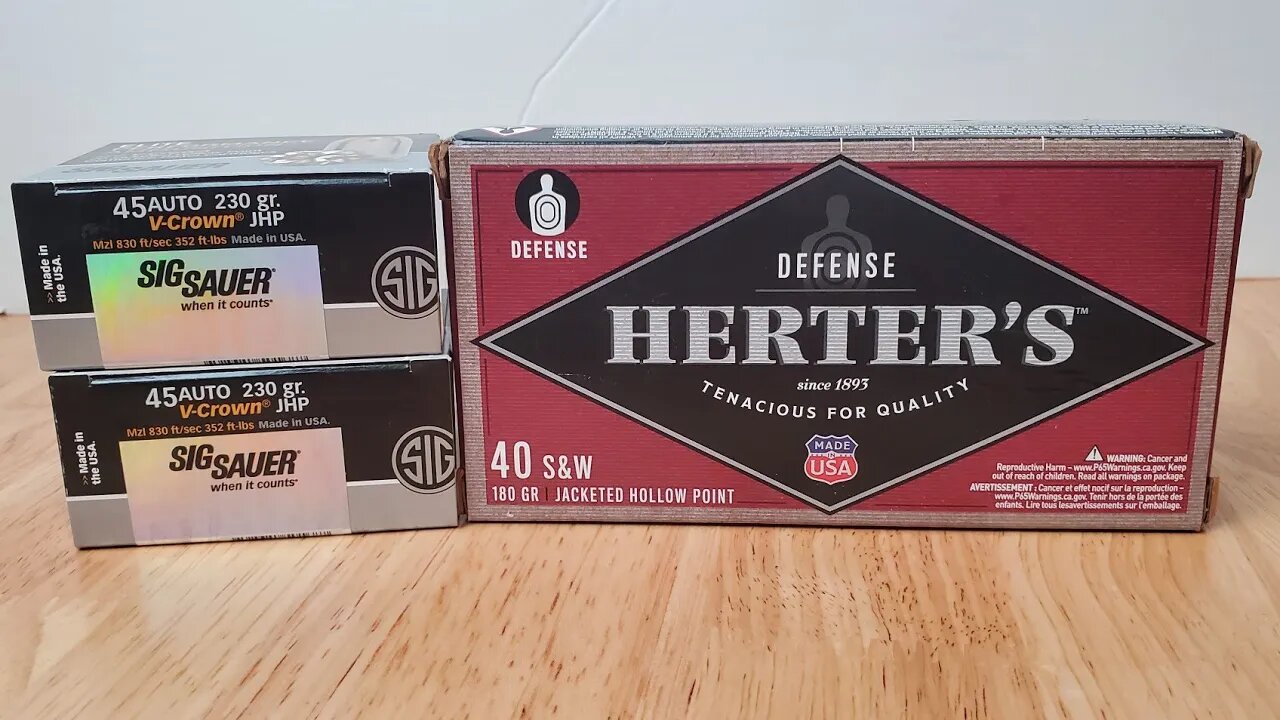 45AUTO 230 gr.
V-Crown® JHP
Mzl 830 ft/sec 352 ft-lbs Made in USA.
>> Made in
the USA.
SIG SAUER®
when it counts®
SIG
45AUTO 230 gr.
V-Crown® JHP
Mzl 830 ft/sec 352 ft-lbs Made in USA.
>> Made in
the USA.
SIG SAUER®
when it counts®
SIG
DEFENSE
DEFENSE
HERTER'S™
since 1893
TENACIOUS FOR QUALITY
MADE
IN
USA
40 S&W
180 GR | JACKETED HOLLOW POINT
WARNING: Cancer and
Reproductive Harm – www.P65Warnings.ca.gov. Keep
out of reach of children. Read all warnings on package.
AVERTISSEMENT : Cancer et effet nocif sur la reproduction –
www.P65Warnings.ca.gov. Tenir hors de la portée des
enfants. Lire tous lesavertissements sur l'emballage.